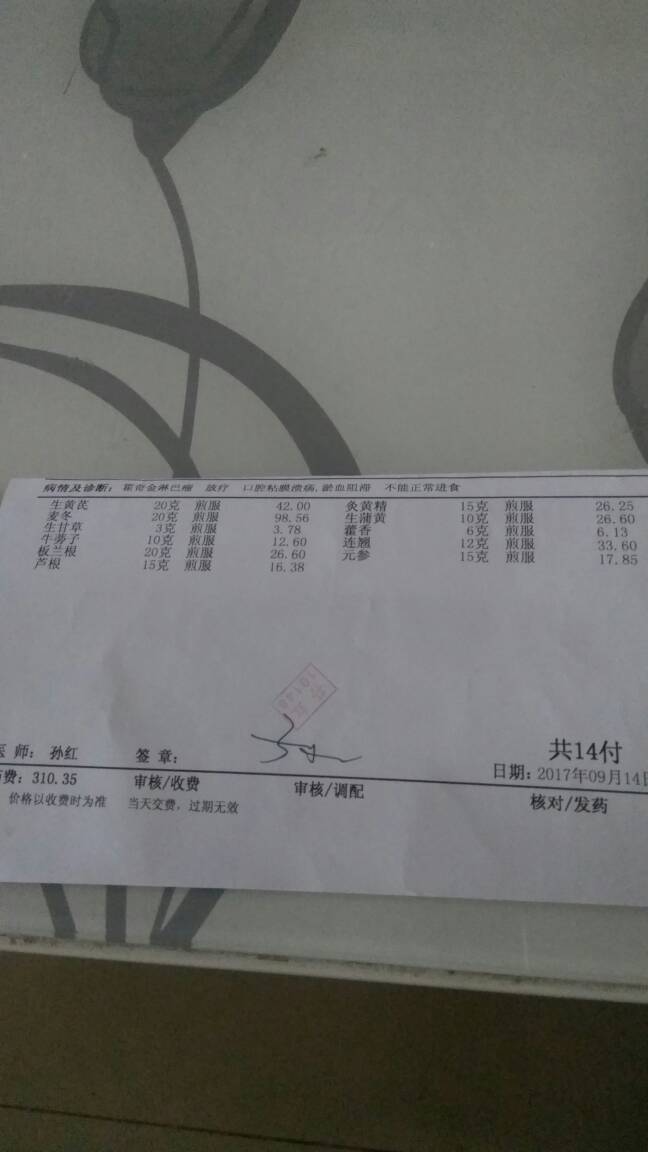 病情及诊断: 霍奇金淋巴瘤 放疗 口腔粘膜溃疡,瘀血阻滞 不能正常进食
生黄芪 20克 煎服 42.00 灸黄精 15克 煎服 26.25
麦冬 20克 煎服 98.56 生蒲黄 10克 煎服 26.60
生甘草 3克 煎服 3.78 藿香 6克 煎服 6.13
牛蒡子 10克 煎服 12.60 连翘 12克 煎服 33.60
板兰根 20克 煎服 26.60 元参 15克 煎服 17.85
芦根 15克 煎服 16.38
共14付
医 师: 孙红 签 章:
日期: 2017年09月14日
费: 310.35 审核/收费 审核/调配 核对/发药
价格以收费时为准 当天交费, 过期无效